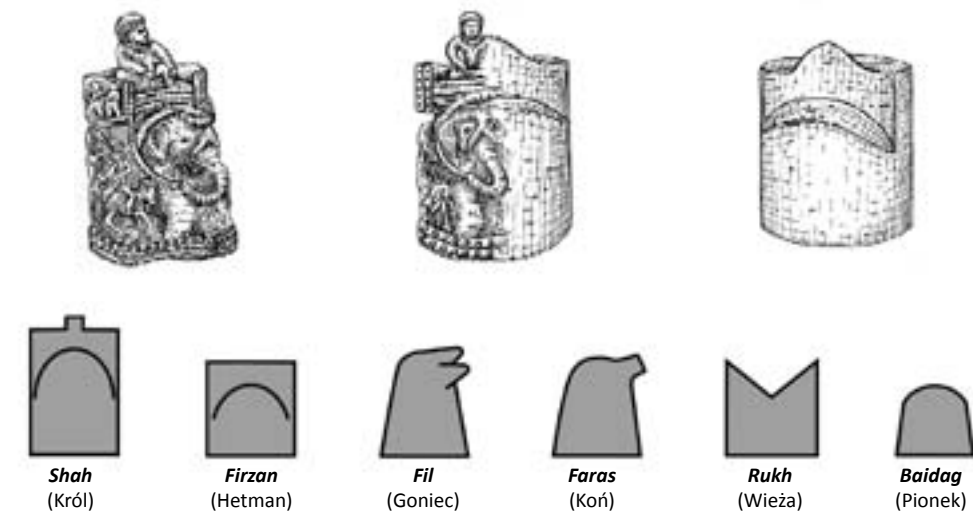 Shah
(Król)
Firzan
(Hetman)
Fil
(Goniec)
Faras
(Koń)
Rukh
(Wieża)
Baidag
(Pionek)